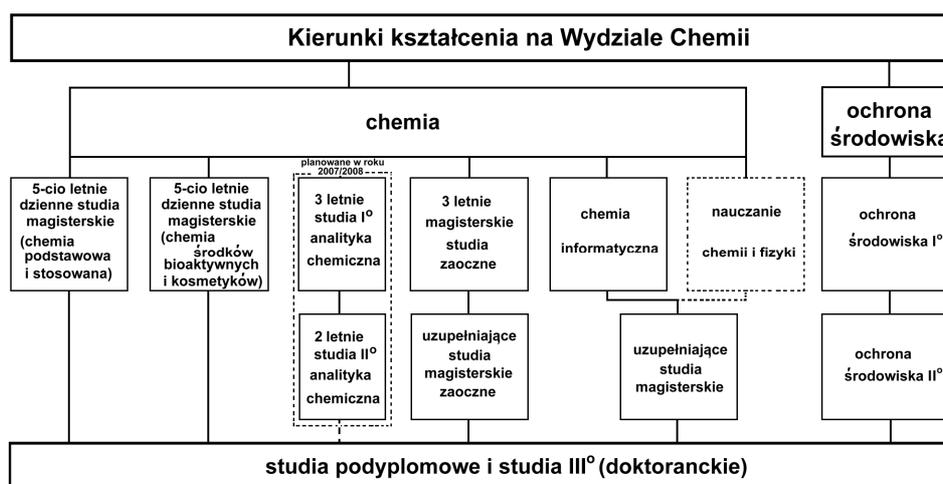 Kierunki kształcenia na Wydziale Chemii
chemia
ochrona
środowiska
planowane w roku
2007/2008
5-cio letnie
dzienne studia
magisterskie
(chemia
podstawowa
i stosowana)
5-cio letnie
dzienne studia
magisterskie
(chemia
środków
bioaktywnych
i kosmetyków)
3 letnie
studia I°
analityka
chemiczna
3 letnie
magisterskie
studia
zaoczne
chemia
informatyczna
nauczanie
chemii i fizyki
ochrona
środowiska I°
2 letnie
studia II°
analityka
chemiczna
uzupełniające
studia
magisterskie
zaoczne
uzupełniające
studia
magisterskie
ochrona
środowiska II°
studia podyplomowe i studia III° (doktoranckie)